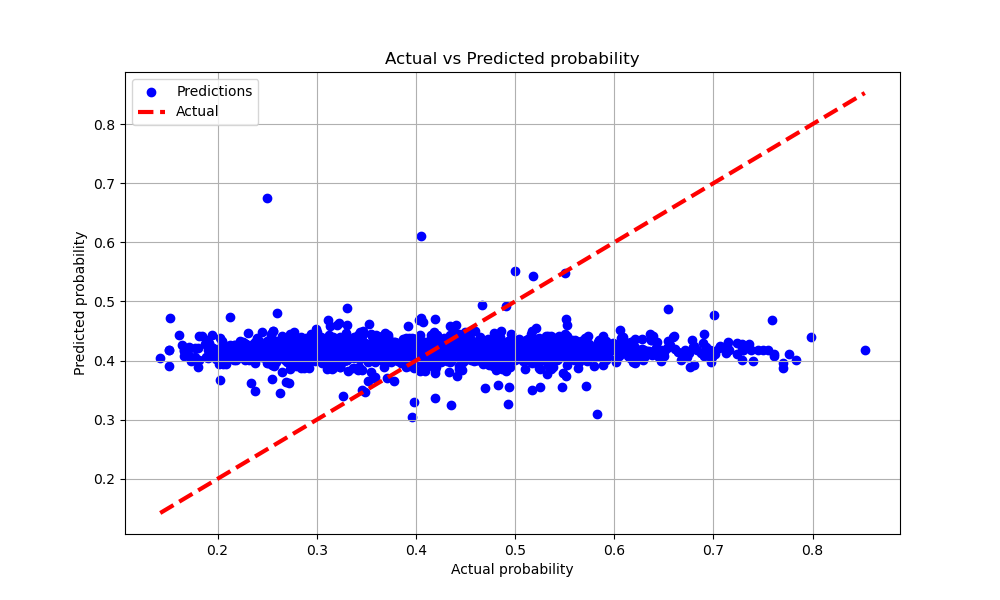 Actual vs Predicted probability
Predictions
Actual
0.8
0.7
0.6
0.5
0.4
0.3
0.2
Predicted probability
0.2 0.3 0.4 0.5 0.6 0.7 0.8
Actual probability